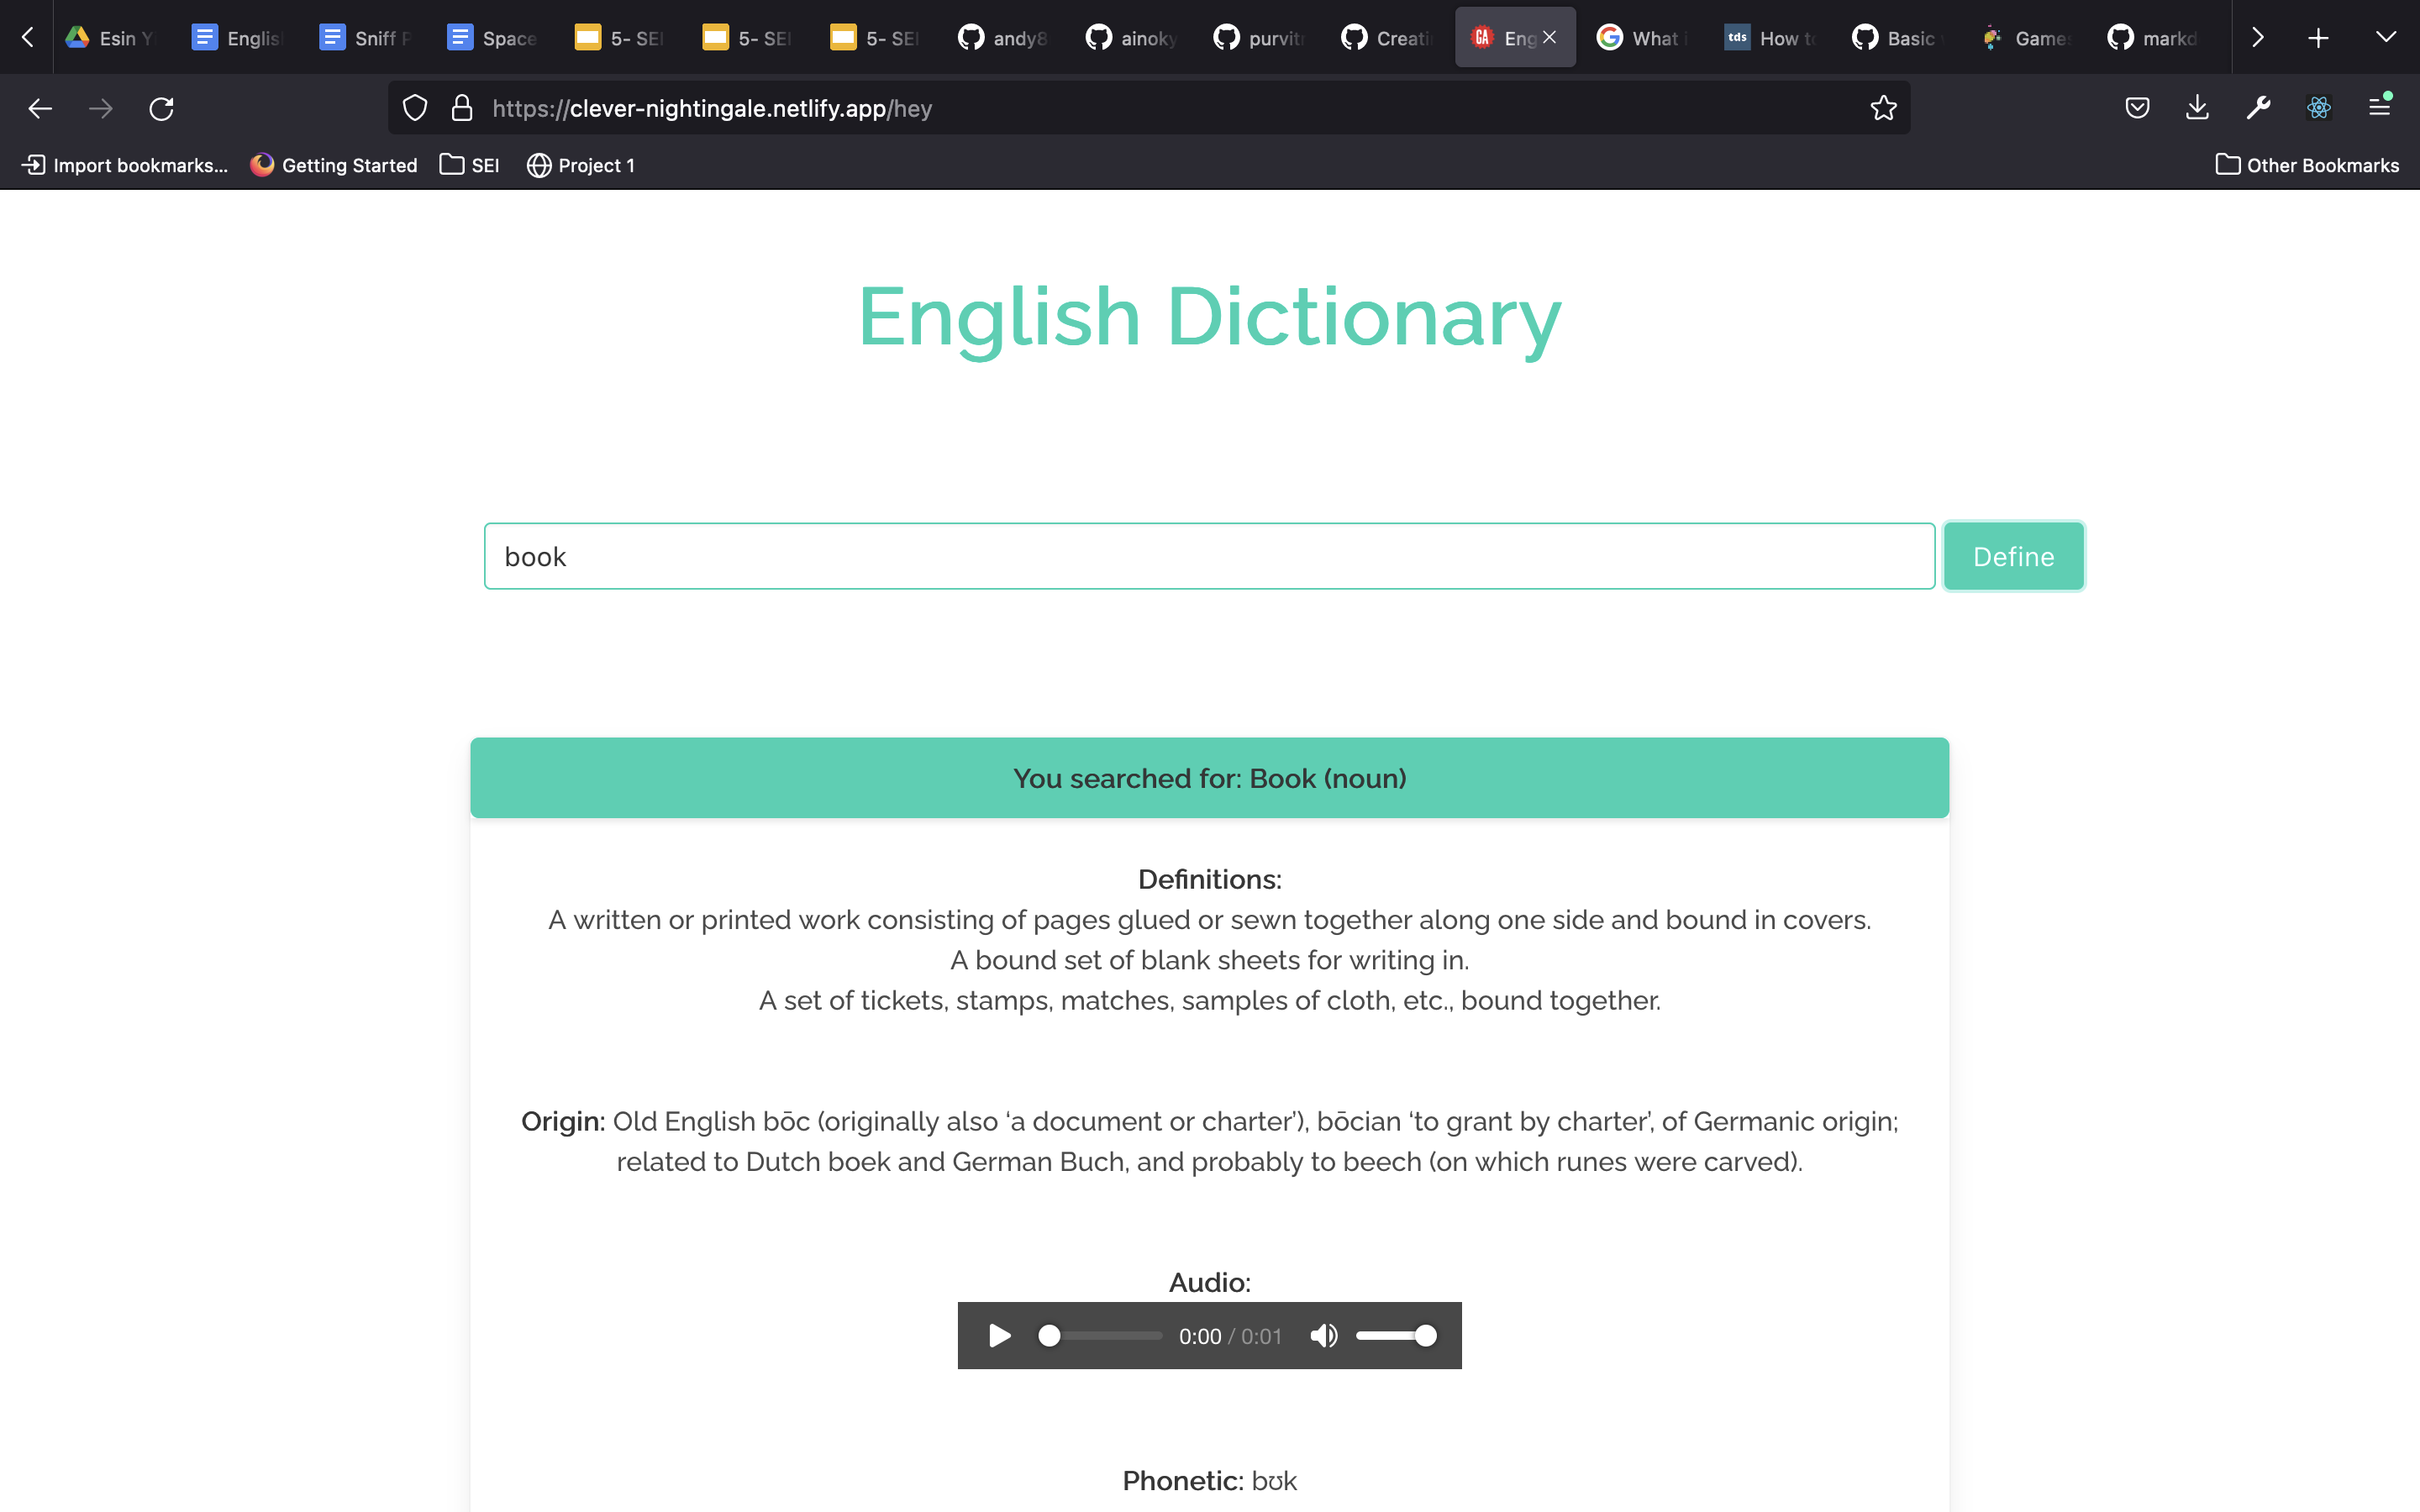 Esin Y
Englis
Sniff P
Space
5- SEI
5- SEI
5- SEI
andy8
ainoky
purvit
Creati
Eng
What i
tds
How to
Basic
Games
markd
https://clever-nightingale.netlify.app/hey
Import bookmarks...
Getting Started
SEI
Project 1
Other Bookmarks
English Dictionary
book
Define
You searched for: Book (noun)
Definitions:
A written or printed work consisting of pages glued or sewn together along one side and bound in covers.
A bound set of blank sheets for writing in.
A set of tickets, stamps, matches, samples of cloth, etc., bound together.
Origin: Old English bōc (originally also ‘a document or charter’), bōcian ‘to grant by charter’, of Germanic origin;
related to Dutch boek and German Buch, and probably to beech (on which runes were carved).
Audio:
0:00 / 0:01
Phonetic: bʊk